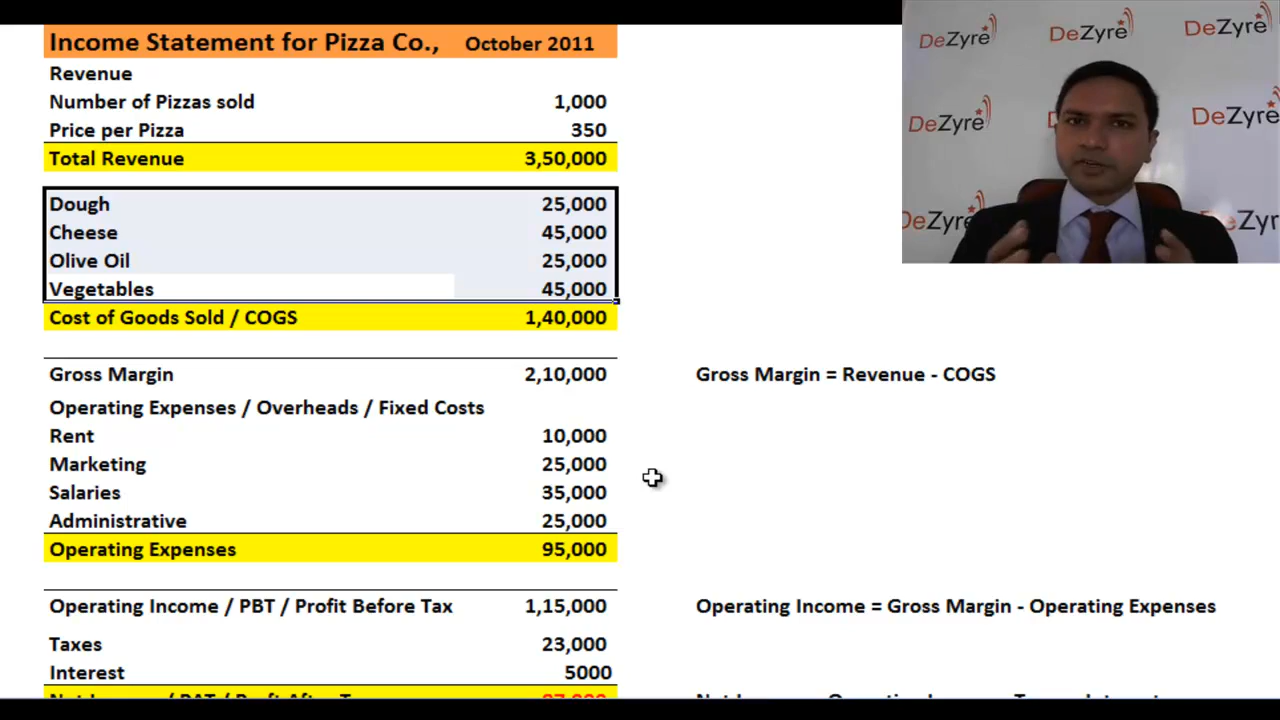 Income Statement for Pizza Co., October 2011
Revenue
Number of Pizzas sold 1,000
Price per Pizza 350
Total Revenue 3,50,000
Dough 25,000
Cheese 45,000
Olive Oil 25,000
Vegetables 45,000
Cost of Goods Sold / COGS 1,40,000
Gross Margin 2,10,000
Gross Margin = Revenue - COGS
Operating Expenses / Overheads / Fixed Costs
Rent 10,000
Marketing 25,000
Salaries 35,000
Administrative 25,000
Operating Expenses 95,000
Operating Income / PBT / Profit Before Tax 1,15,000
Operating Income = Gross Margin - Operating Expenses
Taxes 23,000
Interest 5000
DeZyre
DeZyre
DeZyre
DeZyre
DeZyre
DeZyre